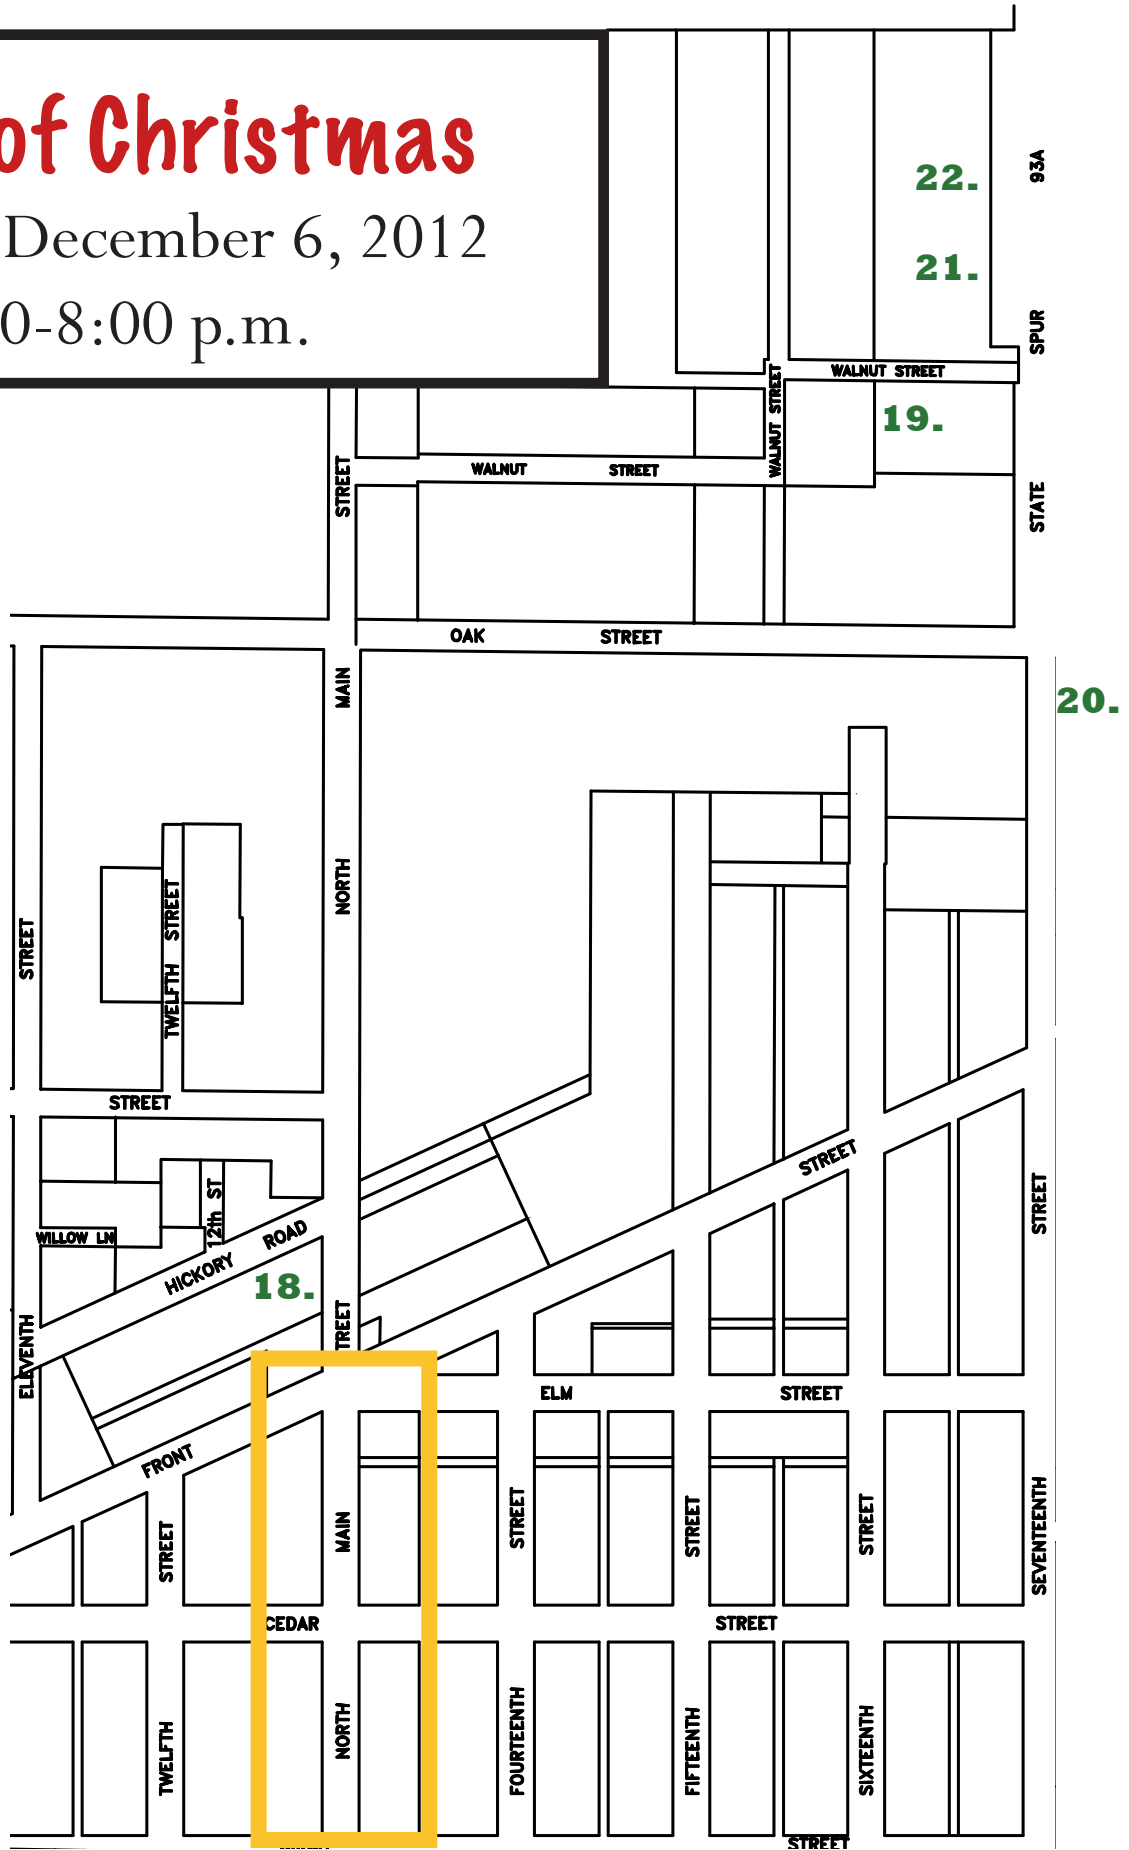 of Christmas
December 6, 2012
0-8:00 p.m.
22.
93A
21.
SPUR
WALNUT STREET
WALNUT STREET
19.
STREET
WALNUT STREET
STATE
OAK STREET
MAIN
20.
NORTH
STREET
TWELFTH STREET
STREET
STREET
STREET
12th ST
WILLOW LN
HICKORY ROAD
18.
TREET
ELEVENTH
ELM STREET
FRONT
STREET
MAIN
STREET
STREET
STREET
SEVENTEENTH
CEDAR STREET
TWELFTH
NORTH
FOURTEENTH
FIFTEENTH
SIXTEENTH
STREET